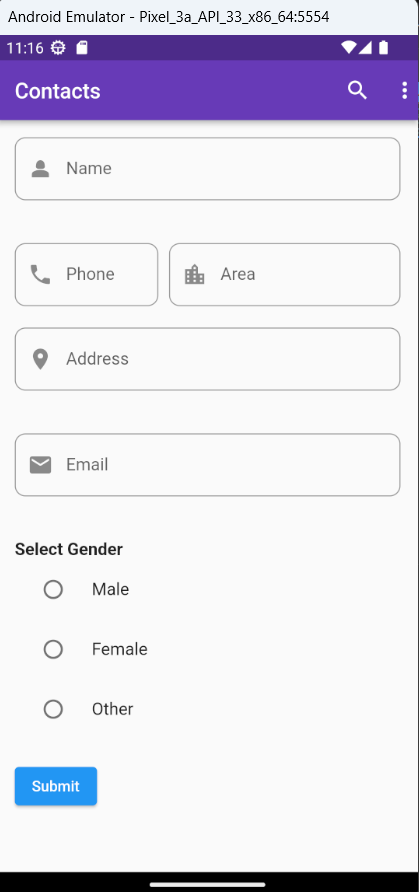 Android Emulator - Pixel_3a_API_33_x86_64:5554
11:16
Contacts
Name
Phone Area
Address
Email
Select Gender
Male
Female
Other
Submit